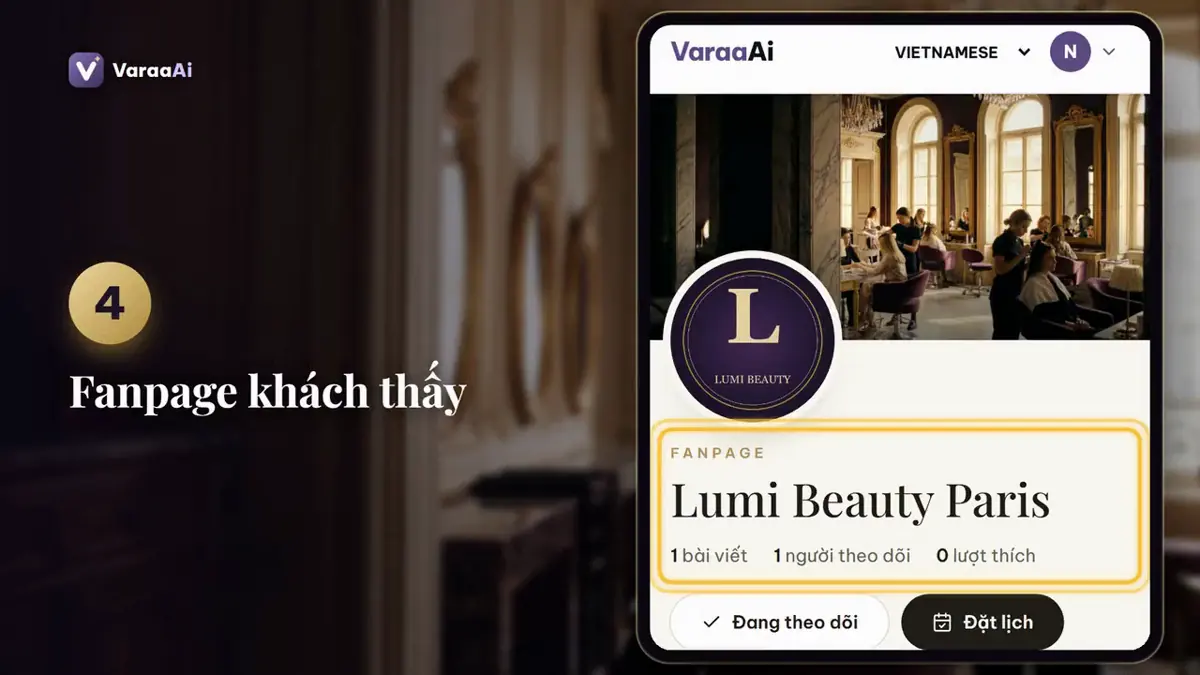 VaraaAi
4
Fanpage khách thấy
VaraaAi
VIETNAMESE
N
L
LUMI BEAUTY
FANPAGE
Lumi Beauty Paris
1 bài viết 1 người theo dõi 0 lượt thích
Đang theo dõi
Đặt lịch